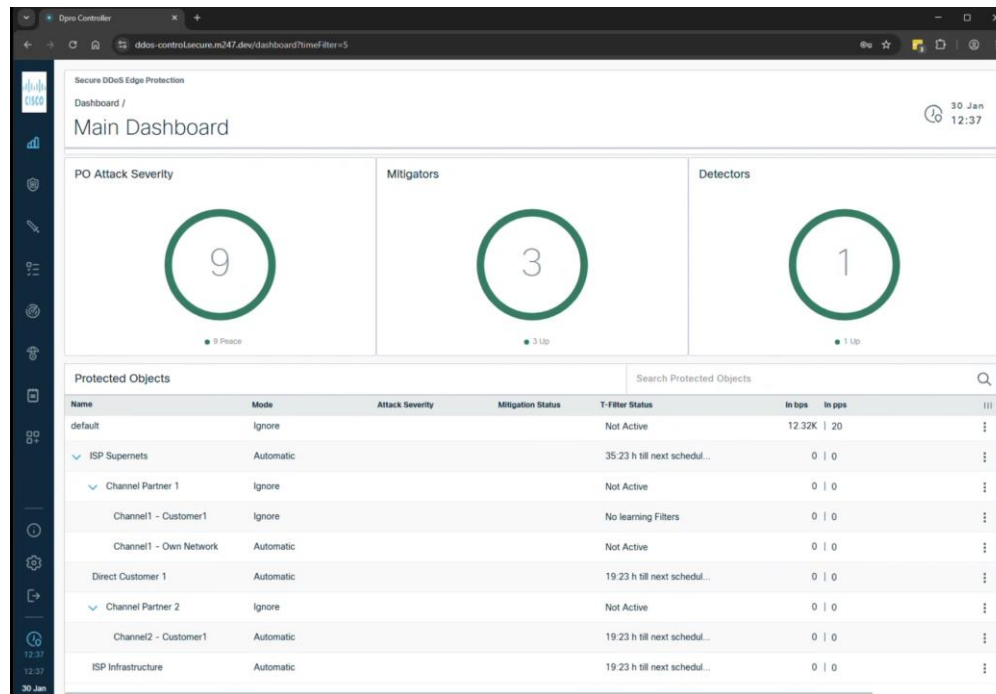 Dpro Controller
ddos-control.secure.m247.dev/dashboard?timeFilter=5
CISCO
Secure DDoS Edge Protection
Dashboard /
Main Dashboard
30 Jan
12:37
PO Attack Severity
Mitigators
Detectors
9
3
1
9 Peace
3 Up
1 Up
Protected Objects
Search Protected Objects
Name Mode Attack Severity Mitigation Status T-Filter Status In bps In pps
default Ignore Not Active 12.32K | 20
ISP Supernets Automatic 35:23 h till next schedul... 0 | 0
Channel Partner 1 Ignore Not Active 0 | 0
Channel1 - Customer1 Ignore No learning Filters 0 | 0
Channel1 - Own Network Automatic Not Active 0 | 0
Direct Customer 1 Automatic 19:23 h till next schedul... 0 | 0
Channel Partner 2 Ignore Not Active 0 | 0
Channel2 - Customer1 Automatic 19:23 h till next schedul... 0 | 0
ISP Infrastructure Automatic 19:23 h till next schedul... 0 | 0
12:37
12:37
30 Jan